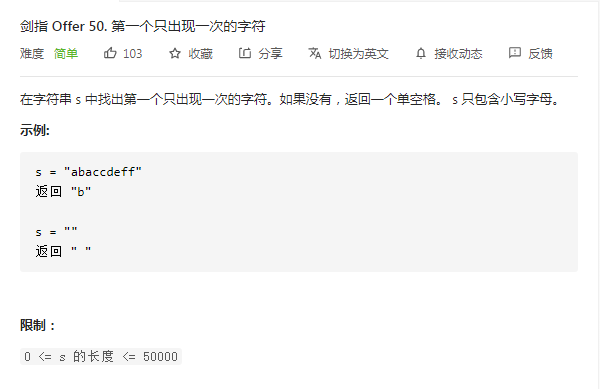 剑指 Offer 50. 第一个只出现一次的字符
难度 简单 103 收藏 分享 切换为英文 接收动态 反馈
在字符串 s 中找出第一个只出现一次的字符。如果没有，返回一个单空格。 s 只包含小写字母。
示例:
s = "abaccdeff"
返回 "b"
s = ""
返回 " "
限制：
0 <= s 的长度 <= 50000